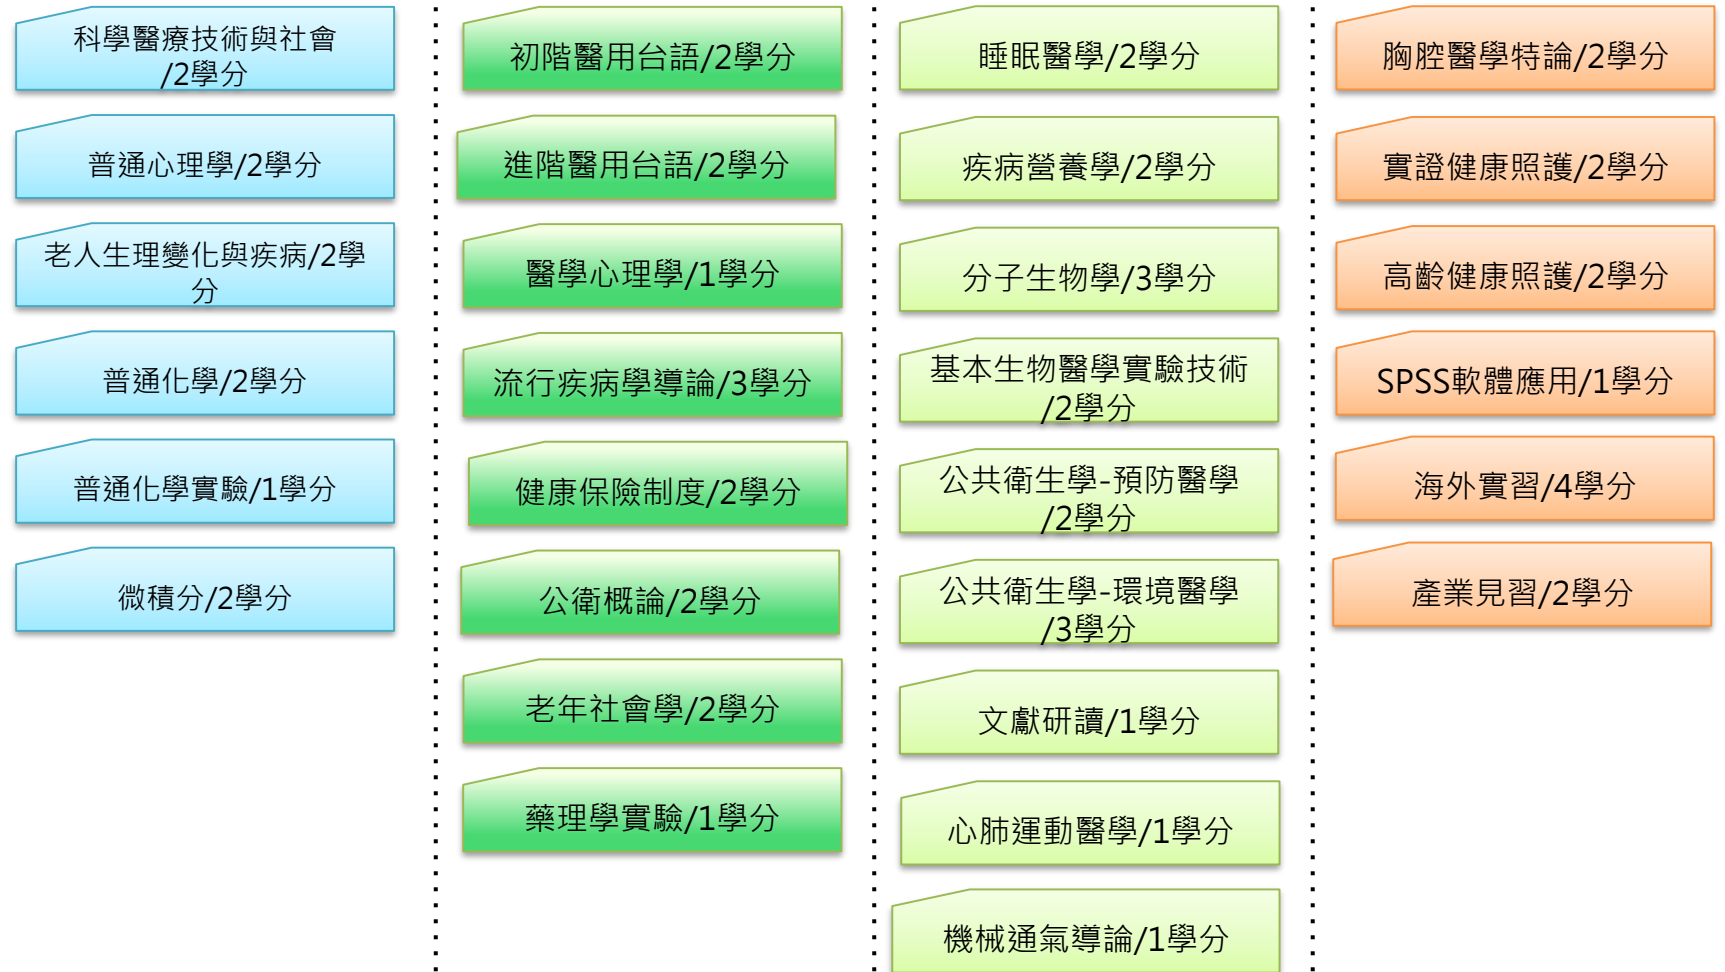 科學醫療技術與社會
/2學分
普通心理學/2學分
老人生理變化與疾病/2學
分
普通化學/2學分
普通化學實驗/1學分
微積分/2學分
初階醫用台語/2學分
進階醫用台語/2學分
醫學心理學/1學分
流行疾病學導論/3學分
健康保險制度/2學分
公衛概論/2學分
老年社會學/2學分
藥理學實驗/1學分
睡眠醫學/2學分
疾病營養學/2學分
分子生物學/3學分
基本生物醫學實驗技術
/2學分
公共衛生學-預防醫學
/2學分
公共衛生學-環境醫學
/3學分
文獻研讀/1學分
心肺運動醫學/1學分
機械通氣導論/1學分
胸腔醫學特論/2學分
實證健康照護/2學分
高齡健康照護/2學分
SPSS軟體應用/1學分
海外實習/4學分
產業見習/2學分